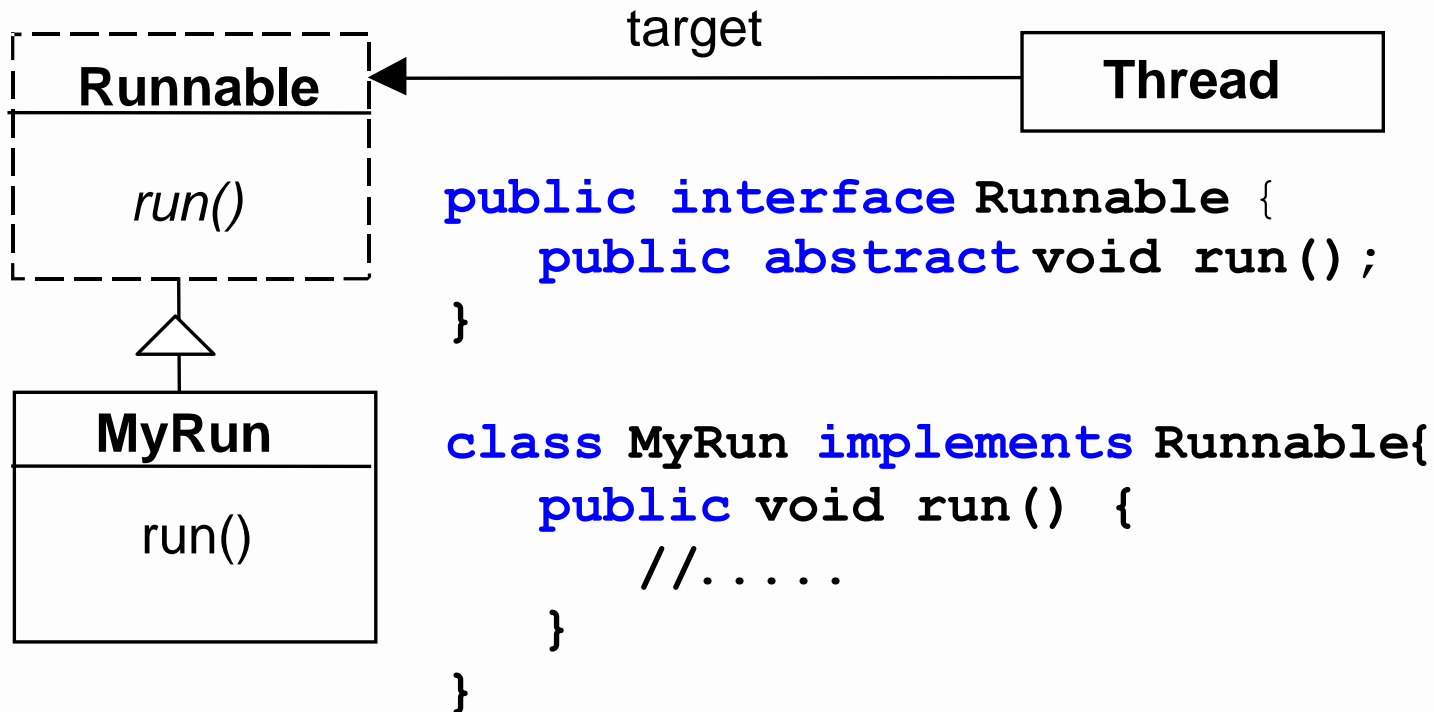 target
Runnable
Thread
run()
public interface Runnable {
public abstract void run();
}
MyRun
run()
class MyRun implements Runnable{
public void run() {
//.....
}
}